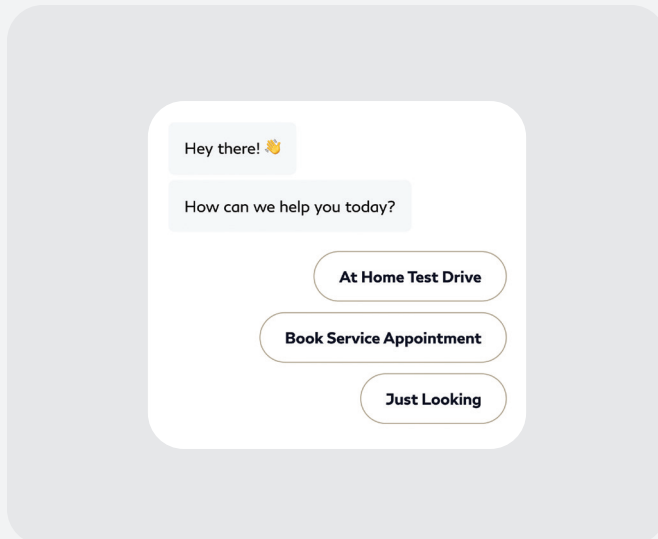 Hey there! 👋
How can we help you today?
At Home Test Drive
Book Service Appointment
Just Looking